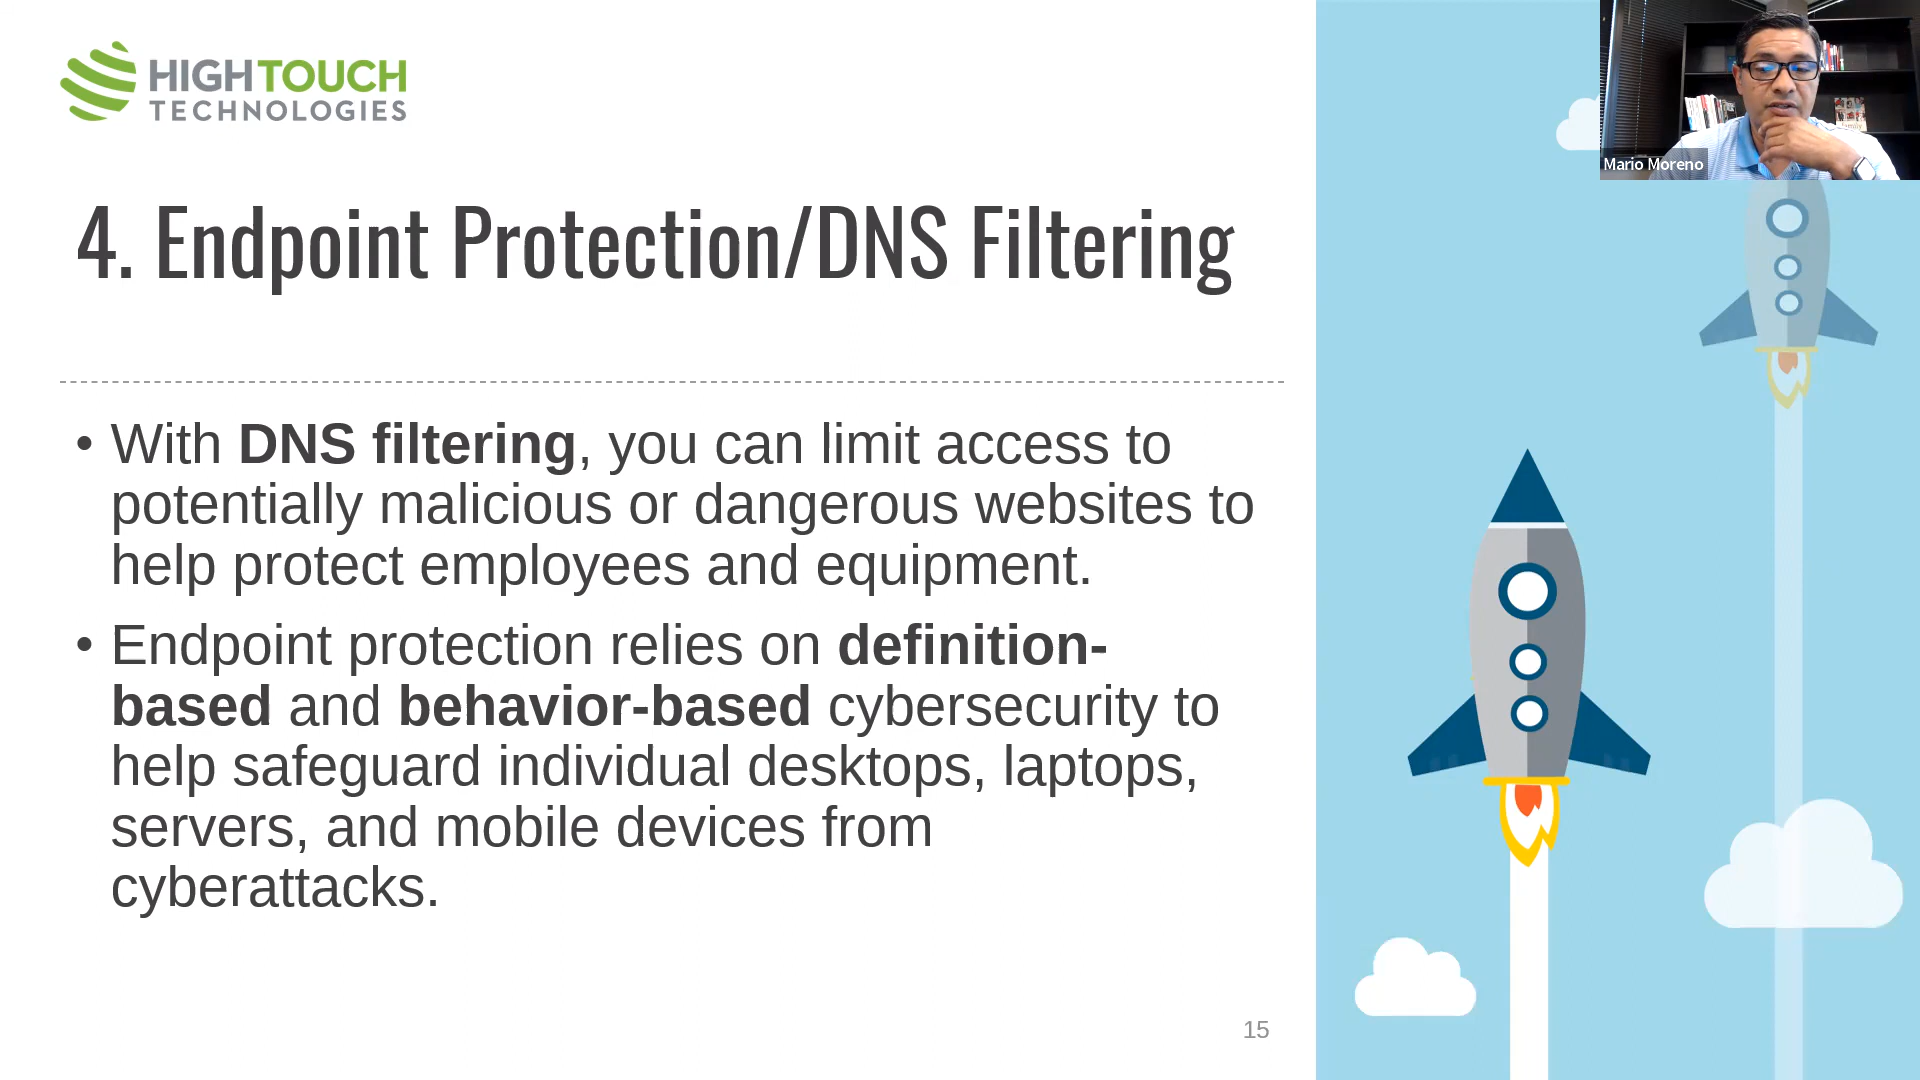 HIGHTOUCH
TECHNOLOGIES
Mario Moreno
4. Endpoint Protection/DNS Filtering
• With DNS filtering, you can limit access to
potentially malicious or dangerous websites to
help protect employees and equipment.
• Endpoint protection relies on definition-
based and behavior-based cybersecurity to
help safeguard individual desktops, laptops,
servers, and mobile devices from
cyberattacks.
15